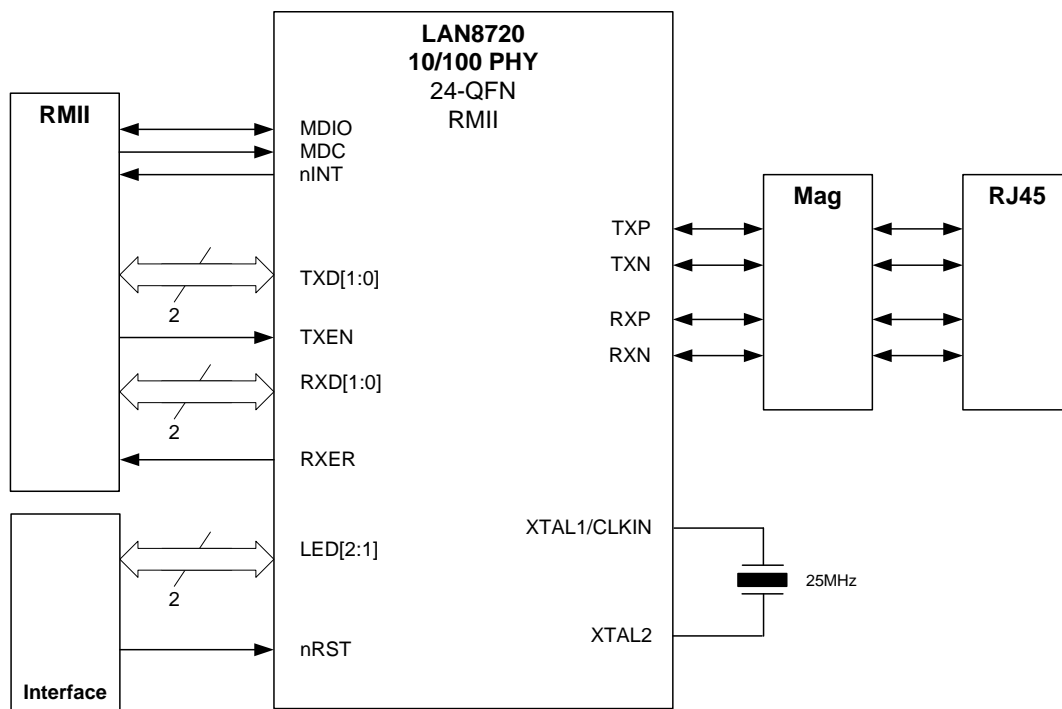 LAN8720
10/100 PHY
24-QFN
RMII
RMII
MDIO
MDC
nINT
TXD[1:0]
2
TXEN
RXD[1:0]
2
RXER
LED[2:1]
2
nRST
Interface
TXP
TXN
RXP
RXN
Mag
RJ45
XTAL1/CLKIN
25MHz
XTAL2